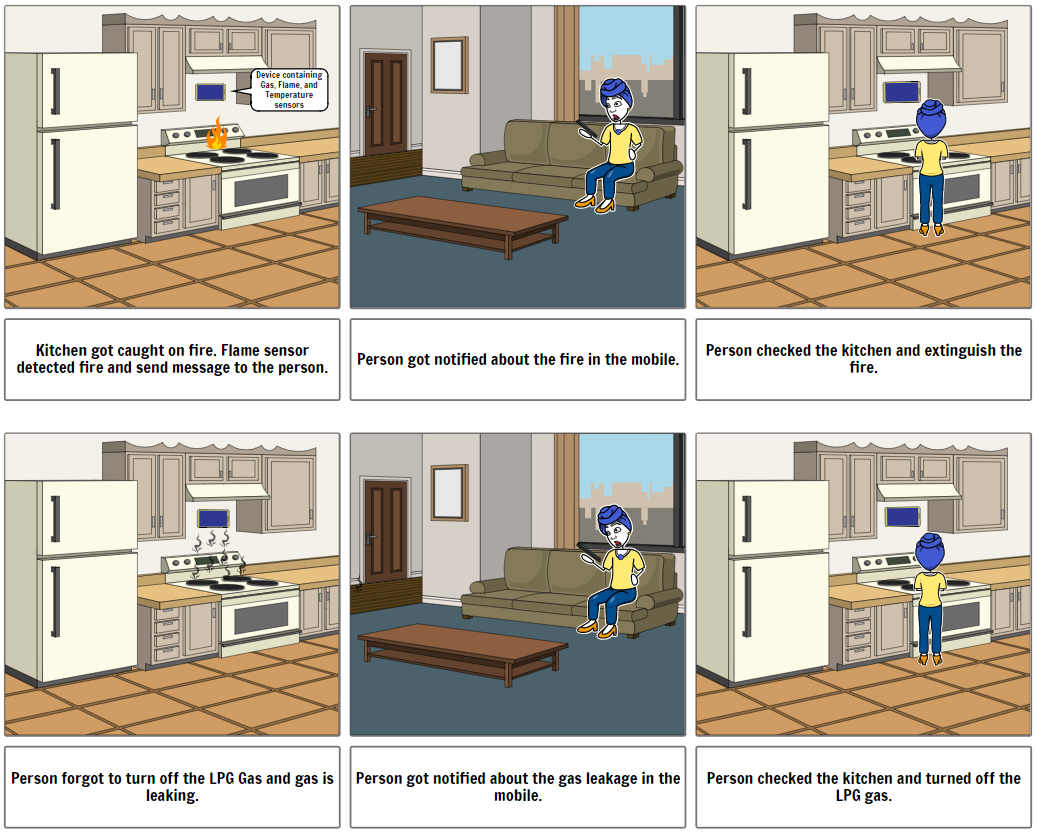 Device containing
Gas, Flame, and
Temperature
sensors
Kitchen got caught on fire. Flame sensor
detected fire and send message to the person.
Person got notified about the fire in the mobile.
Person checked the kitchen and extinguish the
fire.
Person forgot to turn off the LPG Gas and gas is
leaking.
Person got notified about the gas leakage in the
mobile.
Person checked the kitchen and turned off the
LPG gas.